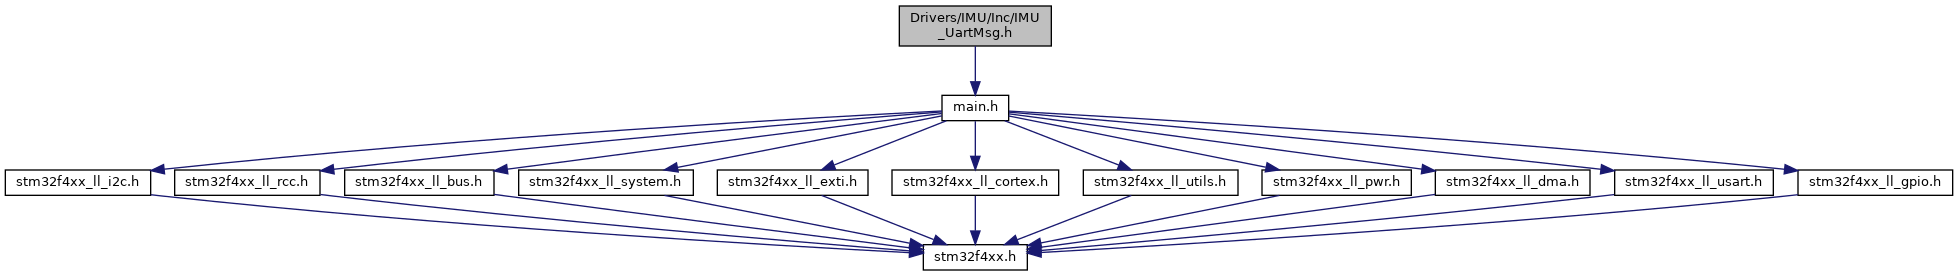 Drivers/IMU/Inc/IMU
_UartMsg.h
main.h
stm32f4xx_ll_i2c.h
stm32f4xx_ll_rcc.h
stm32f4xx_ll_bus.h
stm32f4xx_ll_system.h
stm32f4xx_ll_exti.h
stm32f4xx_ll_cortex.h
stm32f4xx_ll_utils.h
stm32f4xx_ll_pwr.h
stm32f4xx_ll_dma.h
stm32f4xx_ll_usart.h
stm32f4xx_ll_gpio.h
stm32f4xx.h